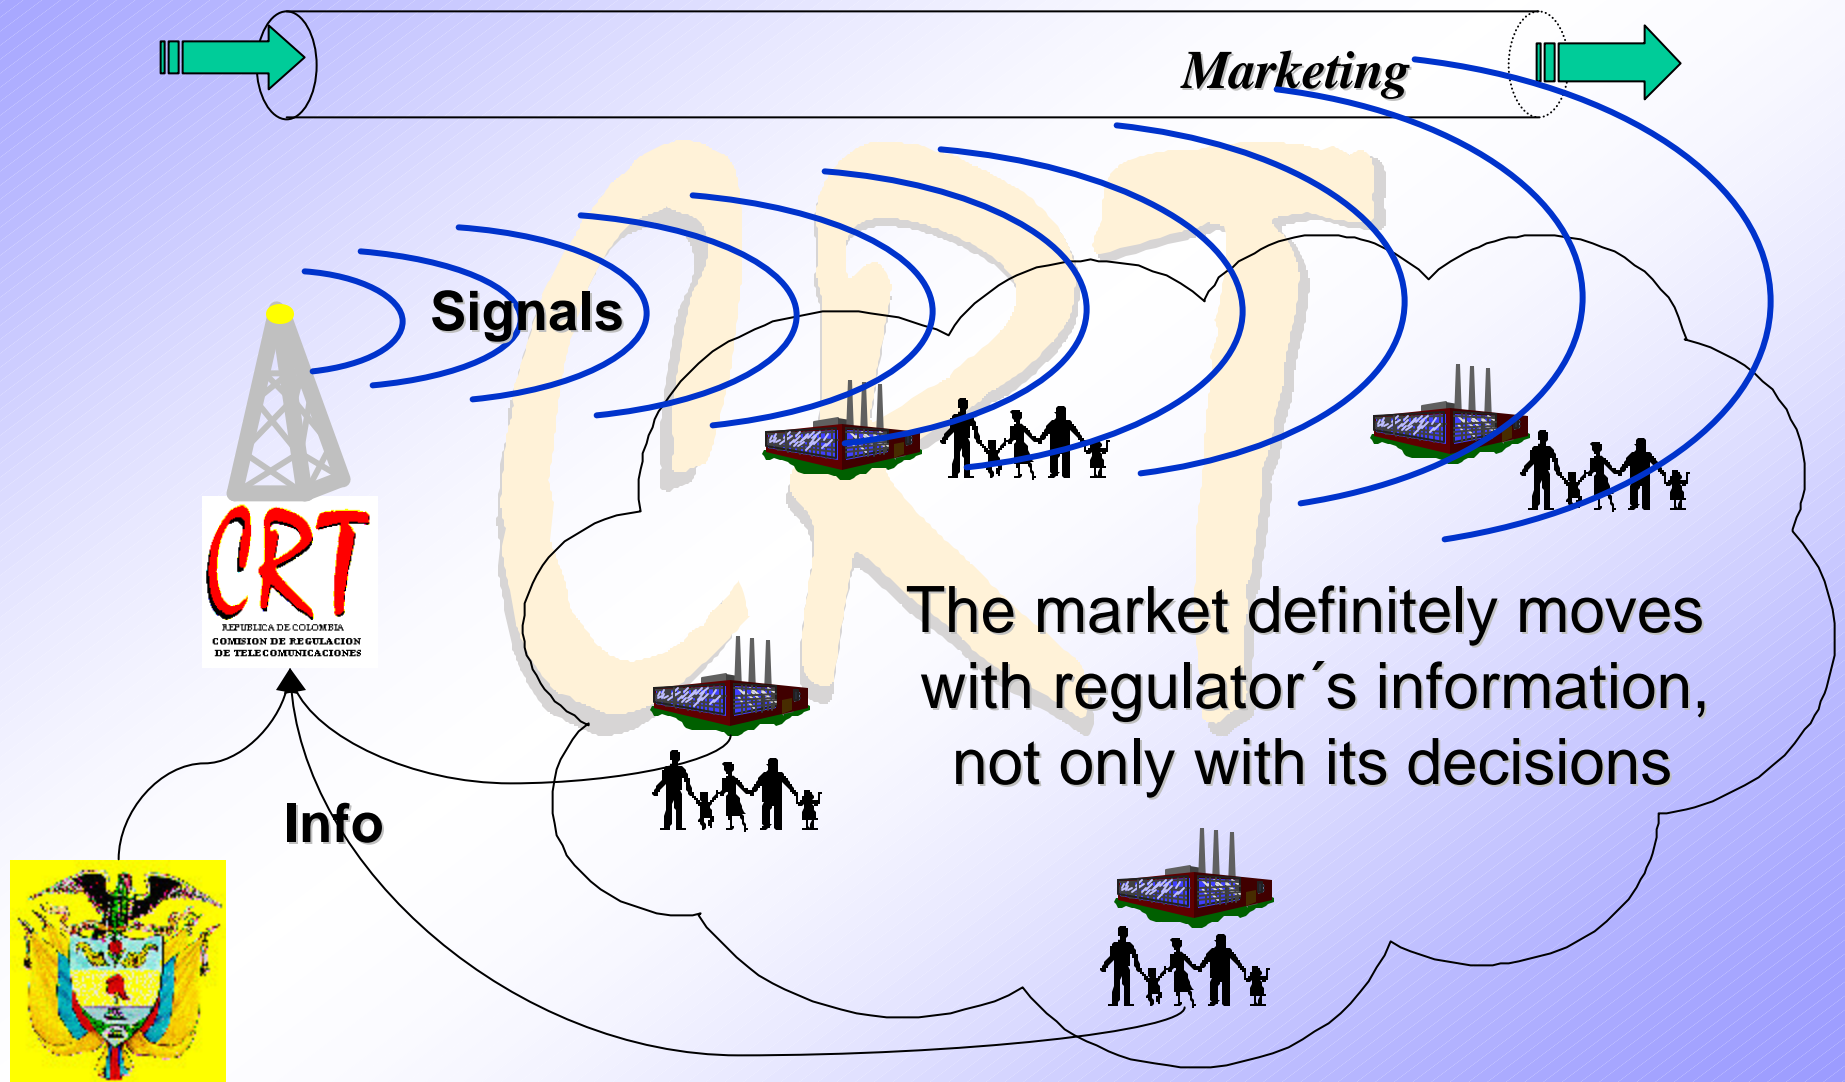 Marketing
Signals
CRT
CRT
REPUBLICA DE COLOMBIA
COMISION DE REGULACION
DE TELECOMUNICACIONES
The market definitely moves
with regulator´s information,
not only with its decisions
Info